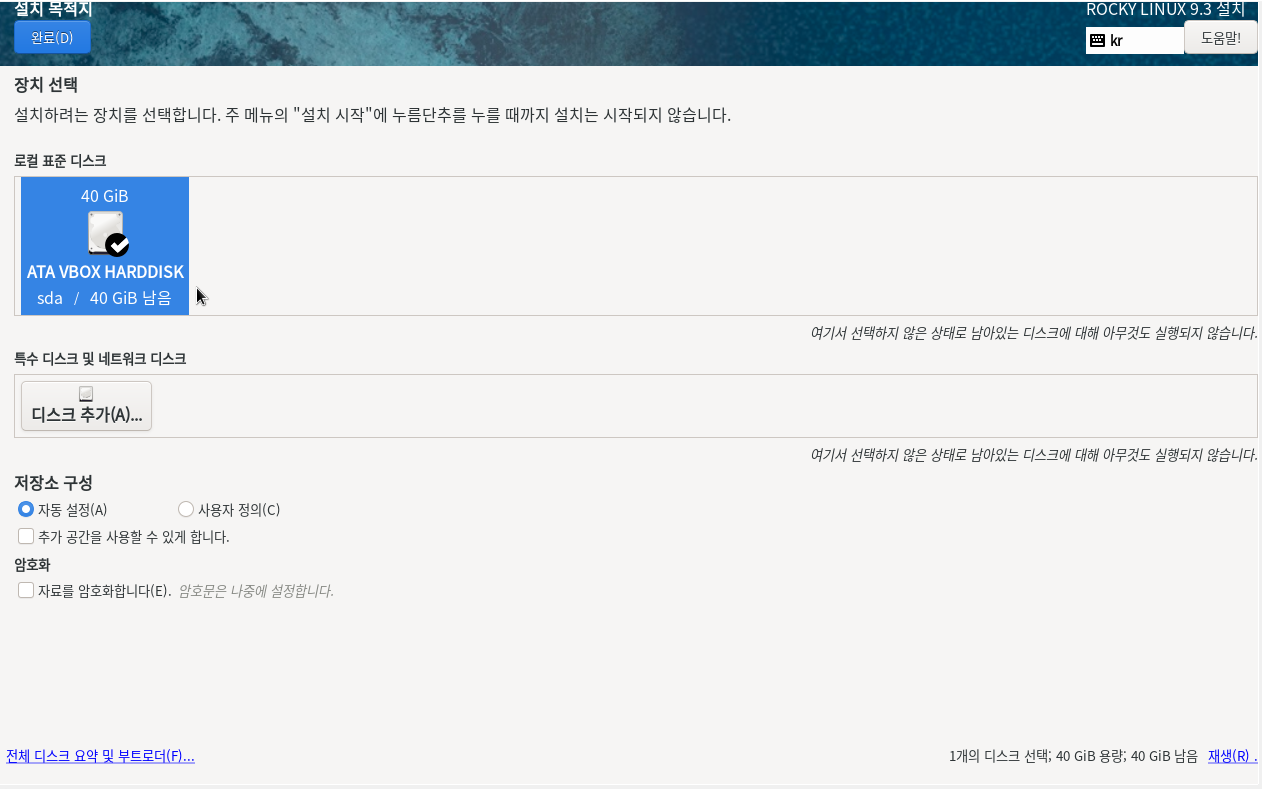 설치 목적지
ROCKY LINUX 9.3 설치
완료(D)
kr
도움말!
장치 선택
설치하려는 장치를 선택합니다. 주 메뉴의 "설치 시작"에 누름단추를 누를 때까지 설치는 시작되지 않습니다.
로컬 표준 디스크
40 GiB
ATA VBOX HARDDISK
sda / 40 GiB 남음
여기서 선택하지 않은 상태로 남아있는 디스크에 대해 아무것도 실행되지 않습니다.
특수 디스크 및 네트워크 디스크
디스크 추가(A)...
여기서 선택하지 않은 상태로 남아있는 디스크에 대해 아무것도 실행되지 않습니다.
저장소 구성
자동 설정(A) 사용자 정의(C)
추가 공간을 사용할 수 있게 합니다.
암호화
자료를 암호화합니다(E). 암호문은 나중에 설정합니다.
전체 디스크 요약 및 부트로더(F)... 1개의 디스크 선택; 40 GiB 용량; 40 GiB 남음 재생(R) .